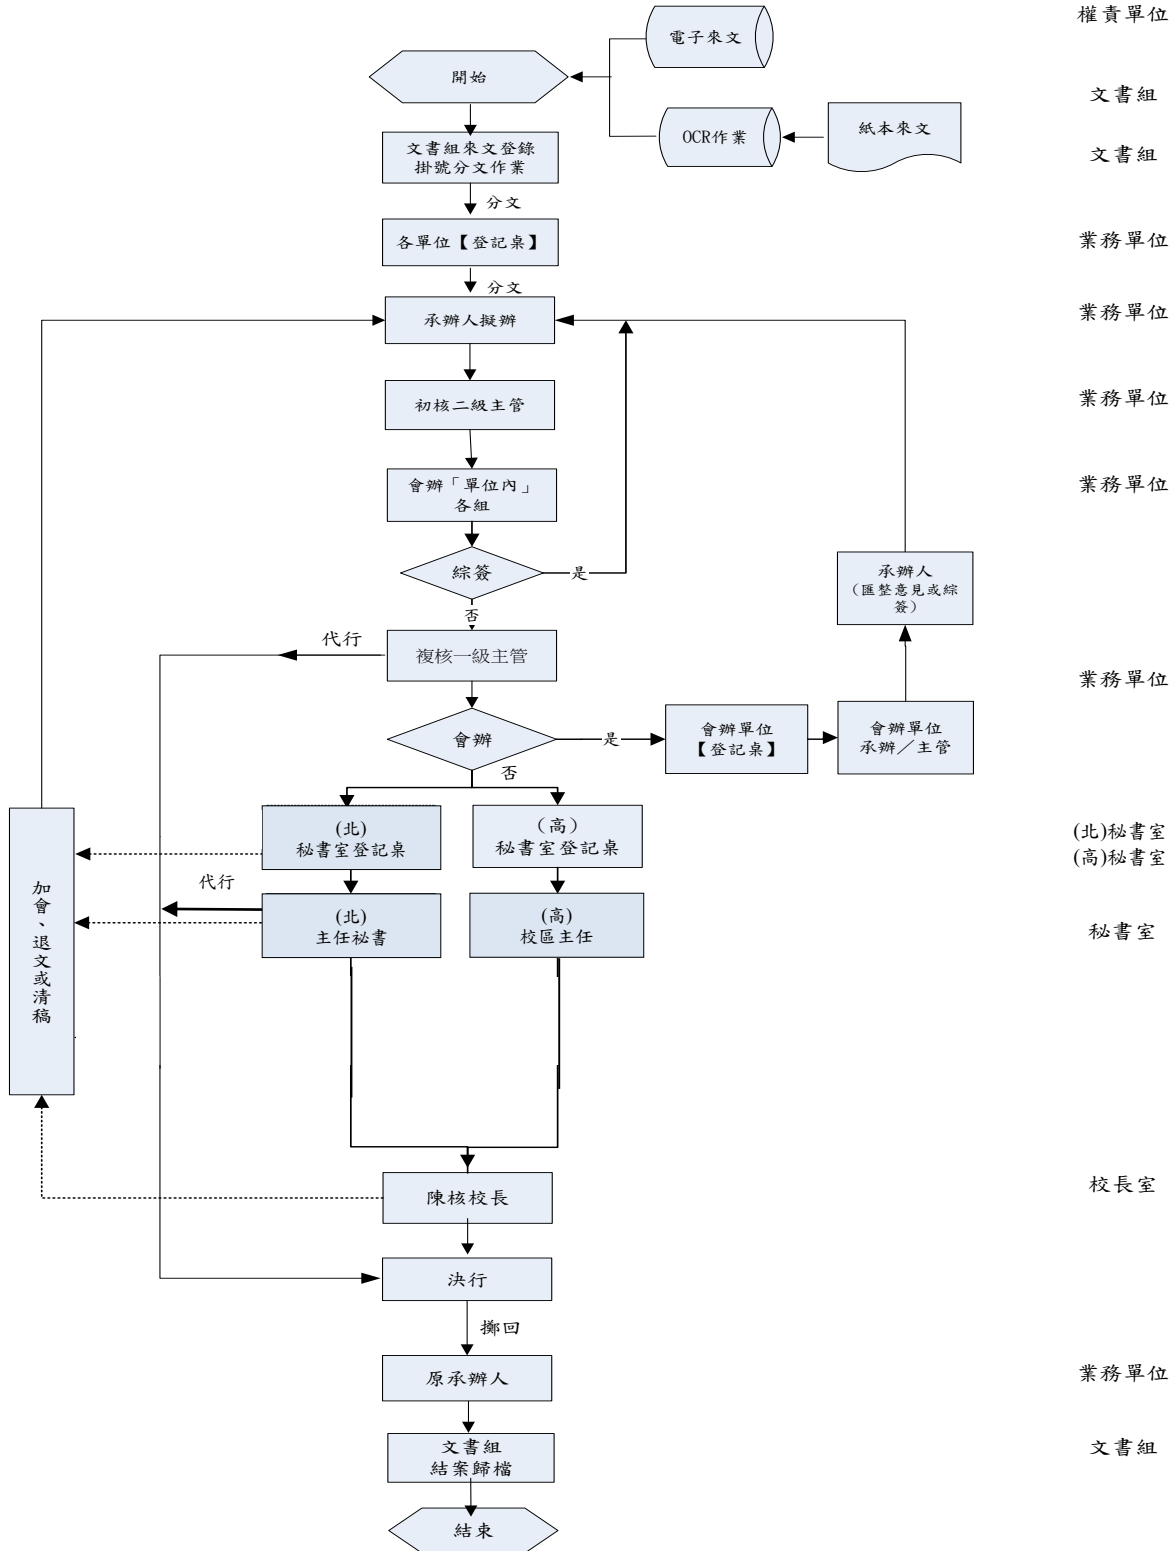 權責單位
電子來文
開始
文書組
OCR作業
紙本來文
文書組來文登錄
掛號分文作業
文書組
分文
各單位【登記桌】
業務單位
分文
承辦人擬辦
業務單位
初核二級主管
業務單位
會辦「單位內」
各組
業務單位
綜簽
是
承辦人
（匯整意見或綜
簽）
否
代行
複核一級主管
業務單位
會辦
是
會辦單位
【登記桌】
會辦單位
承辦／主管
否
(北)
秘書室登記桌
（高）
秘書室登記桌
(北)秘書室
(高)秘書室
加會、退文或清稿
代行
(北)
主任祕書
(高)
校區主任
秘書室
陳核校長
校長室
決行
擲回
原承辦人
業務單位
文書組
結案歸檔
文書組
結束